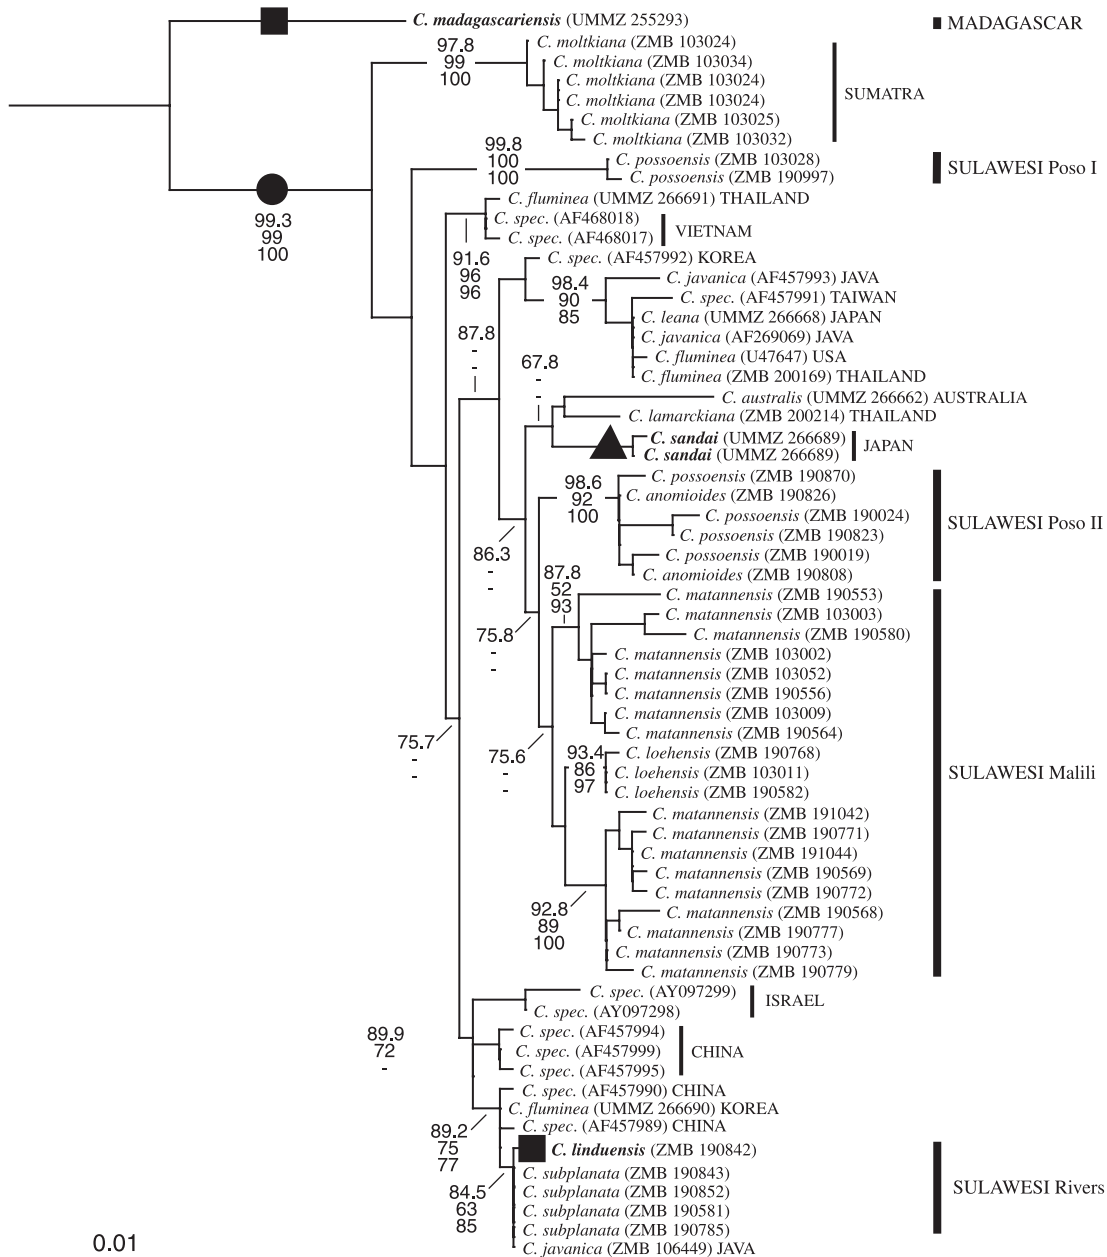 C. madagascariensis (UMMZ 255293)
MADAGASCAR
97.8
99
100
C. moltkiana (ZMB 103024)
C. moltkiana (ZMB 103034)
C. moltkiana (ZMB 103024)
C. moltkiana (ZMB 103024)
C. moltkiana (ZMB 103025)
C. moltkiana (ZMB 103032)
SUMATRA
99.8
100
100
C. possoensis (ZMB 103028)
C. possoensis (ZMB 190997)
SULAWESI Poso I
99.3
99
100
C. fluminea (UMMZ 266691) THAILAND
C. spec. (AF468018)
C. spec. (AF468017)
VIETNAM
91.6
96
96
C. spec. (AF457992) KOREA
98.4
90
85
C. javanica (AF457993) JAVA
C. spec. (AF457991) TAIWAN
C. leana (UMMZ 266668) JAPAN
C. javanica (AF269069) JAVA
C. fluminea (U47647) USA
C. fluminea (ZMB 200169) THAILAND
87.8
-
-
67.8
-
-
C. australis (UMMZ 266662) AUSTRALIA
C. lamarckiana (ZMB 200214) THAILAND
C. sandai (UMMZ 266689)
C. sandai (UMMZ 266689)
JAPAN
98.6
92
100
C. possoensis (ZMB 190870)
C. anomioides (ZMB 190826)
C. possoensis (ZMB 190024)
C. possoensis (ZMB 190823)
C. possoensis (ZMB 190019)
C. anomioides (ZMB 190808)
SULAWESI Poso II
86.3
-
-
87.8
52
93
75.8
-
-
C. matannensis (ZMB 190553)
C. matannensis (ZMB 103003)
C. matannensis (ZMB 190580)
C. matannensis (ZMB 103002)
C. matannensis (ZMB 103052)
C. matannensis (ZMB 190556)
C. matannensis (ZMB 103009)
C. matannensis (ZMB 190564)
75.7
-
-
75.6
-
-
93.4
86
97
C. loehensis (ZMB 190768)
C. loehensis (ZMB 103011)
C. loehensis (ZMB 190582)
SULAWESI Malili
C. matannensis (ZMB 191042)
C. matannensis (ZMB 190771)
C. matannensis (ZMB 191044)
C. matannensis (ZMB 190569)
C. matannensis (ZMB 190772)
C. matannensis (ZMB 190568)
C. matannensis (ZMB 190777)
C. matannensis (ZMB 190773)
C. matannensis (ZMB 190779)
92.8
89
100
C. spec. (AY097299)
C. spec. (AY097298)
ISRAEL
89.9
72
-
C. spec. (AF457994)
C. spec. (AF457999)
C. spec. (AF457995)
CHINA
C. spec. (AF457990) CHINA
C. fluminea (UMMZ 266690) KOREA
C. spec. (AF457989) CHINA
89.2
75
77
C. linduensis (ZMB 190842)
C. subplanata (ZMB 190843)
C. subplanata (ZMB 190852)
C. subplanata (ZMB 190581)
C. subplanata (ZMB 190785)
C. javanica (ZMB 106449) JAVA
SULAWESI Rivers
84.5
63
85
0.01